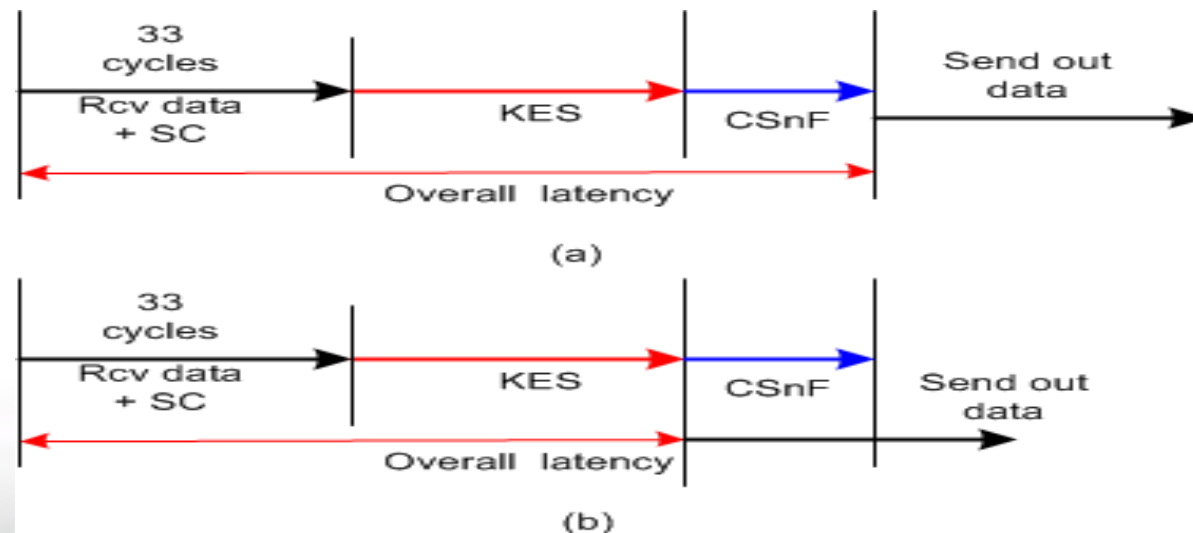 33
cycles
Rcv data
+ SC
KES
CSnF
Send out
data
Overall latency
(a)
33
cycles
Rcv data
+ SC
KES
CSnF
Send out
data
Overall latency
(b)